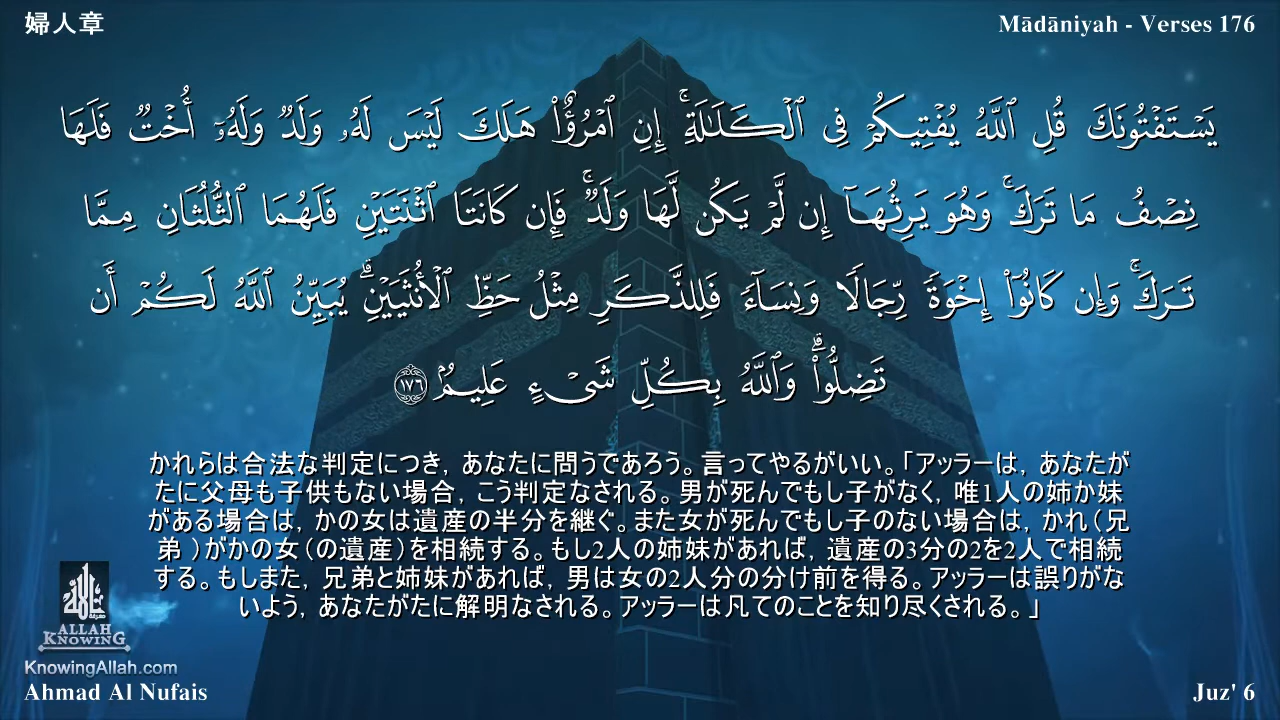 婦人章
Mādāniyah - Verses 176
يَسْتَفْتُونَكَ قُلِ ٱللَّهُ يُفْتِيكُمْ فِى ٱلْكَلَـٰلَةِ ۚ إِنِ ٱمْرُؤٌا۟ هَلَكَ لَيْسَ لَهُۥ وَلَدٌ وَلَهُۥٓ أُخْتٌ فَلَهَا
نِصْفُ مَا تَرَكَ ۚ وَهُوَ يَرِثُهَآ إِن لَّمْ يَكُن لَّهَا وَلَدٌ ۚ فَإِن كَانَتَا ٱثْنَتَيْنِ فَلَهُمَا ٱلثُّلُثَانِ مِمَّا
تَرَكَ ۚ وَإِن كَانُوٓا۟ إِخْوَةً رِّجَالًا وَنِسَآءً فَلِلذَّكَرِ مِثْلُ حَظِّ ٱلْأُنثَيَيْنِ ۗ يُبَيِّنُ ٱللَّهُ لَكُمْ أَن
تَضِلُّوا۟ ۗ وَٱللَّهُ بِكُلِّ شَىْءٍ عَلِيمٌۢ ١٧٦
かれらは合法な判定につき，あなたに問うであろう。言ってやるがいい。「アッラーは，あなたが
たに父母も子供もない場合，こう判定なされる。男が死んでもし子がなく，唯1人の姉か妹
がある場合は，かの女は遺産の半分を継ぐ。また女が死んでもし子のない場合は，かれ（兄
弟 ）がかの女（の遺産）を相続する。もし2人の姉妹があれば，遺産の3分の2を2人で相続
する。もしまた，兄弟と姉妹があれば，男は女の2人分の分け前を得る。アッラーは誤りがな
いよう，あなたがたに解明なされる。アッラーは凡てのことを知り尽くされる。」
ALLAH
KNOWING
KnowingAllah.com
Ahmad Al Nufais
Juz' 6